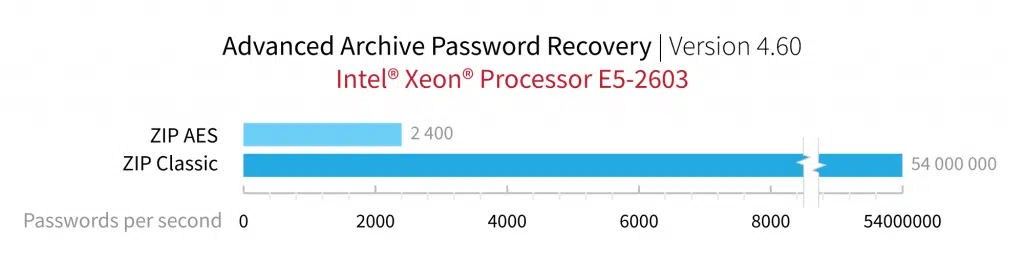 Advanced Archive Password Recovery | Version 4.60
Intel® Xeon® Processor E5-2603
ZIP AES 2 400
ZIP Classic 54 000 000
Passwords per second 0 2000 4000 6000 8000 54000000